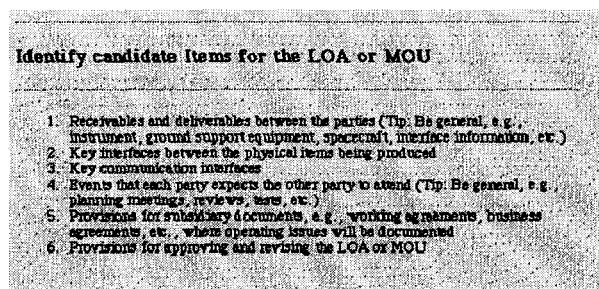 Identify candidate Items for the LOA or MOU
1. Receivables and deliverables between the parties (Tip: Be general, e.g.,
instrument, ground support equipment, spacecraft, interface information, etc.)
2. Key interfaces between the physical items being produced
3. Key communication interfaces
4. Events that each party expects the other party to attend (Tip: Be general, e.g.,
planning meetings, reviews, tests, etc.)
5. Provisions for subsidiary documents, e.g., working agreements, business
agreements, etc., where operating issues will be documented
6. Provisions for approving and revising the LOA or MOU